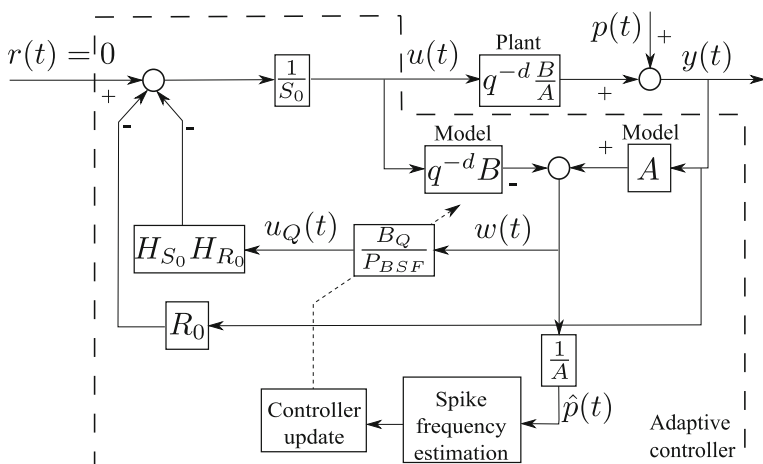 r(t) = 0
+
-
-
1
S_0
u(t)
Plant
q^{-d} B
A
+
p(t)
+
y(t)
Model
q^{-d}B
-
+
Model
A
H_{S_0} H_{R_0}
u_Q(t)
B_Q
P_{BSF}
w(t)
R_0
1
A
p̂(t)
Controller
update
Spike
frequency
estimation
Adaptive
controller